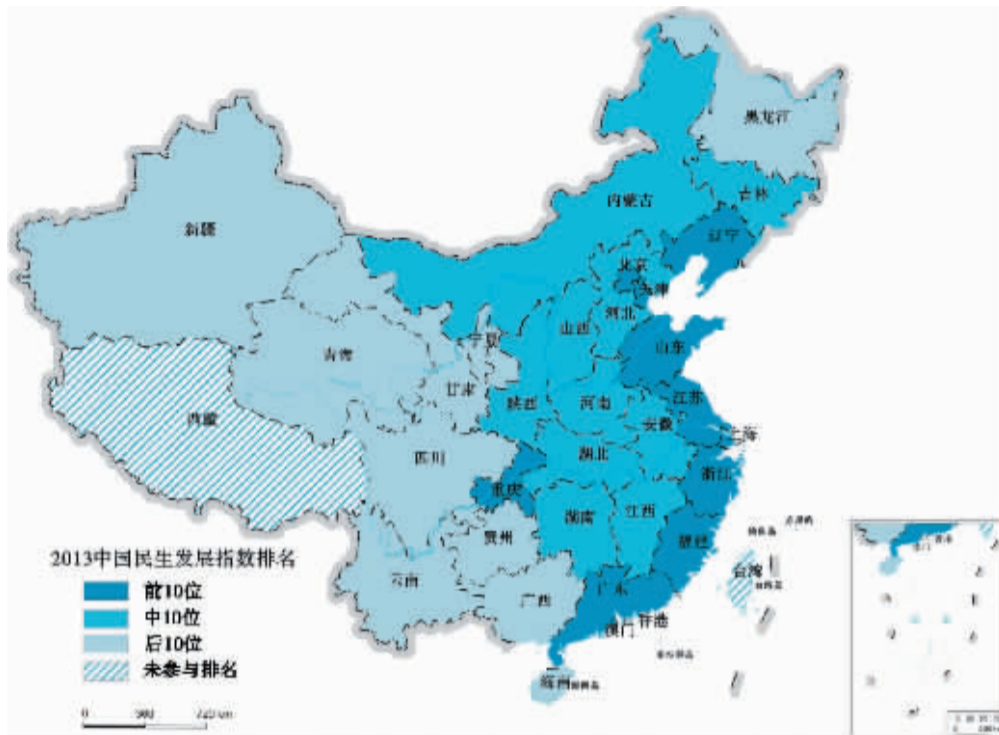 黑龙江
吉林
内蒙古
辽宁
新疆
北京
天津
河北
山西
宁夏
山东
青海
甘肃
陕西
河南
江苏
西藏
安徽
上海
四川
湖北
重庆
浙江
湖南
江西
贵州
福建
云南
台湾
广西
广东
香港
澳门
海南
2013中国民生发展指数排名
前10位
中10位
后10位
未参与排名
0